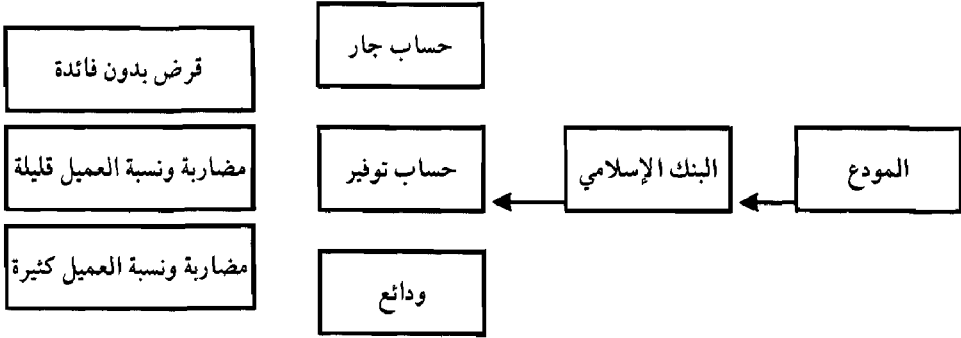 حساب جار
قرض بدون فائدة
المودع
البنك الإسلامي
حساب توفير
مضاربة ونسبة العميل قليلة
ودائع
مضاربة ونسبة العميل كثيرة